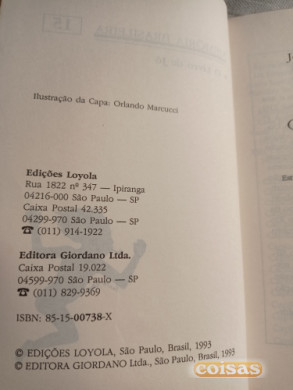 15
Ilustração da Capa: Orlando Marcucci
Edições Loyola
Rua 1822 nº 347 — Ipiranga
04216-000 São Paulo — SP
Caixa Postal 42.335
04299-970 São Paulo — SP
☎ (011) 914-1922
Editora Giordano Ltda.
Caixa Postal 19.022
04599-970 São Paulo — SP
☎ (011) 829-9369
ISBN: 85-15-00738-X
© EDIÇÕES LOYOLA, São Paulo, Brasil, 1993
© EDITORA GIORDANO Ltda., São Paulo, Brasil, 1993
coisas